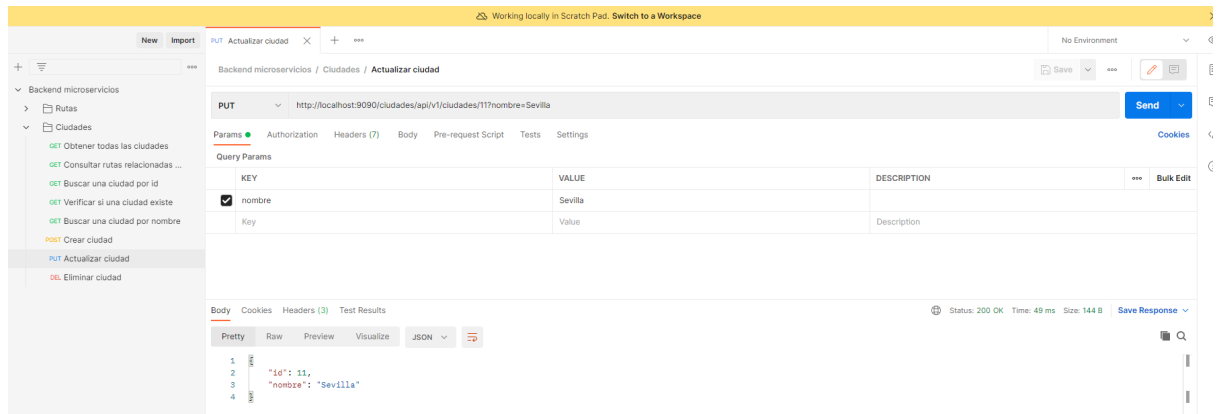 Working locally in Scratch Pad. Switch to a Workspace
New Import
PUT Actualizar ciudad
No Environment
Backend microservicios / Ciudades / Actualizar ciudad
Save
Backend microservicios
Rutas
Ciudades
GET Obtener todas las ciudades
GET Consultar rutas relacionadas ...
GET Buscar una ciudad por id
GET Verificar si una ciudad existe
GET Buscar una ciudad por nombre
POST Crear ciudad
PUT Actualizar ciudad
DEL Eliminar ciudad
PUT http://localhost:9090/ciudades/api/v1/ciudades/11?nombre=Sevilla
Send
Params Authorization Headers (7) Body Pre-request Script Tests Settings Cookies
Query Params
KEY VALUE DESCRIPTION Bulk Edit
nombre Sevilla
Key Value Description
Body Cookies Headers (3) Test Results Status: 200 OK Time: 49 ms Size: 144 B Save Response
Pretty Raw Preview Visualize JSON
1 {
2 "id": 11,
3 "nombre": "Sevilla"
4 }